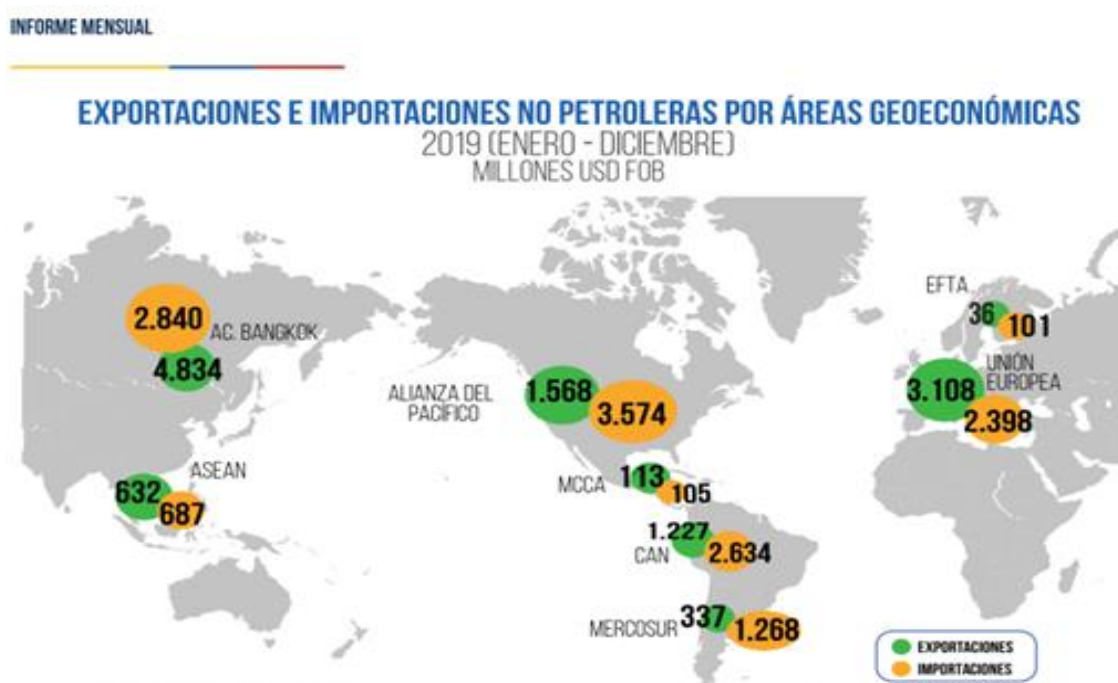 INFORME MENSUAL
EXPORTACIONES E IMPORTACIONES NO PETROLERAS POR ÁREAS GEOECONÓMICAS
2019 (ENERO - DICIEMBRE)
MILLONES USD FOB
2.840
AC. BANGKOK
4.834
ASEAN
632
687
ALIANZA DEL
PACÍFICO
1.568
3.574
MCCA
113
105
1.227
CAN
2.634
337
MERCOSUR
1.268
EFTA
36
101
UNIÓN
EUROPEA
3.108
2.398
EXPORTACIONES
IMPORTACIONES